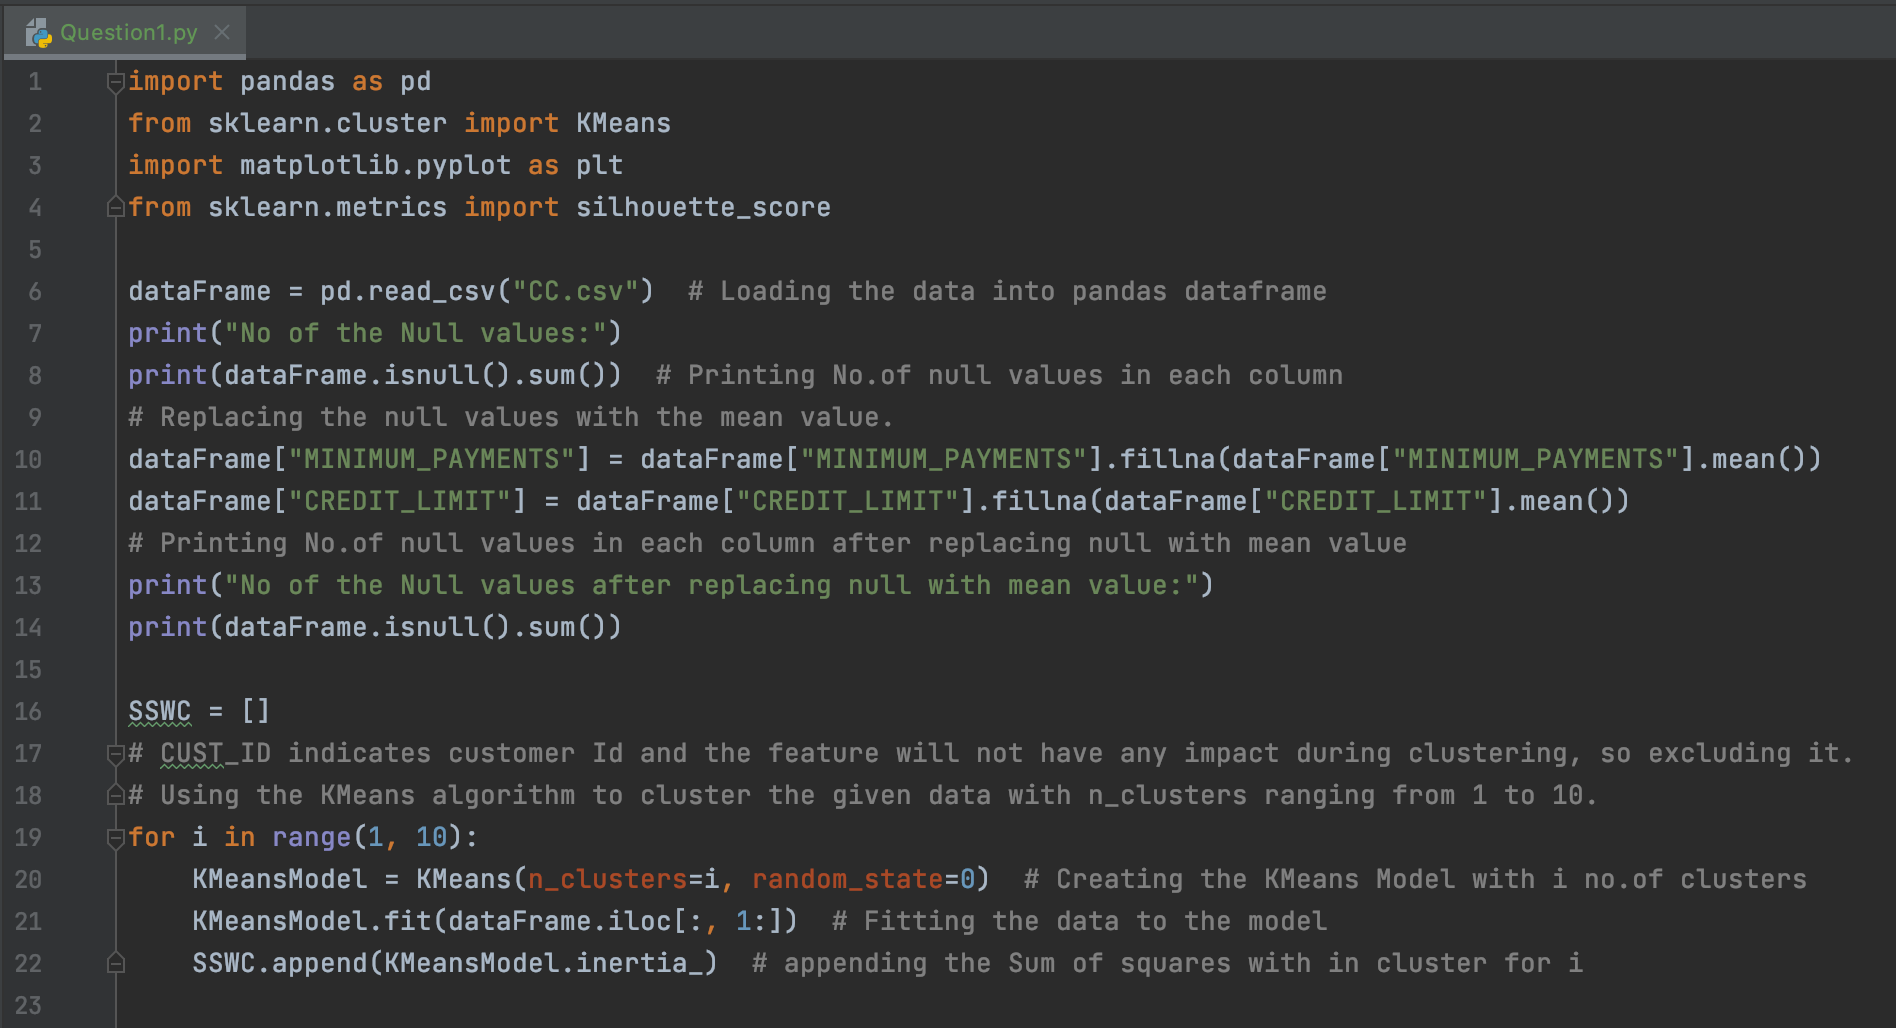 Question1.py
1 import pandas as pd
2 from sklearn.cluster import KMeans
3 import matplotlib.pyplot as plt
4 from sklearn.metrics import silhouette_score
5
6 dataFrame = pd.read_csv("CC.csv")  # Loading the data into pandas dataframe
7 print("No of the Null values:")
8 print(dataFrame.isnull().sum())  # Printing No.of null values in each column
9 # Replacing the null values with the mean value.
10 dataFrame["MINIMUM_PAYMENTS"] = dataFrame["MINIMUM_PAYMENTS"].fillna(dataFrame["MINIMUM_PAYMENTS"].mean())
11 dataFrame["CREDIT_LIMIT"] = dataFrame["CREDIT_LIMIT"].fillna(dataFrame["CREDIT_LIMIT"].mean())
12 # Printing No.of null values in each column after replacing null with mean value
13 print("No of the Null values after replacing null with mean value:")
14 print(dataFrame.isnull().sum())
15
16 SSWC = []
17 # CUST_ID indicates customer Id and the feature will not have any impact during clustering, so excluding it.
18 # Using the KMeans algorithm to cluster the given data with n_clusters ranging from 1 to 10.
19 for i in range(1, 10):
20     KMeansModel = KMeans(n_clusters=i, random_state=0)  # Creating the KMeans Model with i no.of clusters
21     KMeansModel.fit(dataFrame.iloc[:, 1:])  # Fitting the data to the model
22     SSWC.append(KMeansModel.inertia_)  # appending the Sum of squares with in cluster for i
23